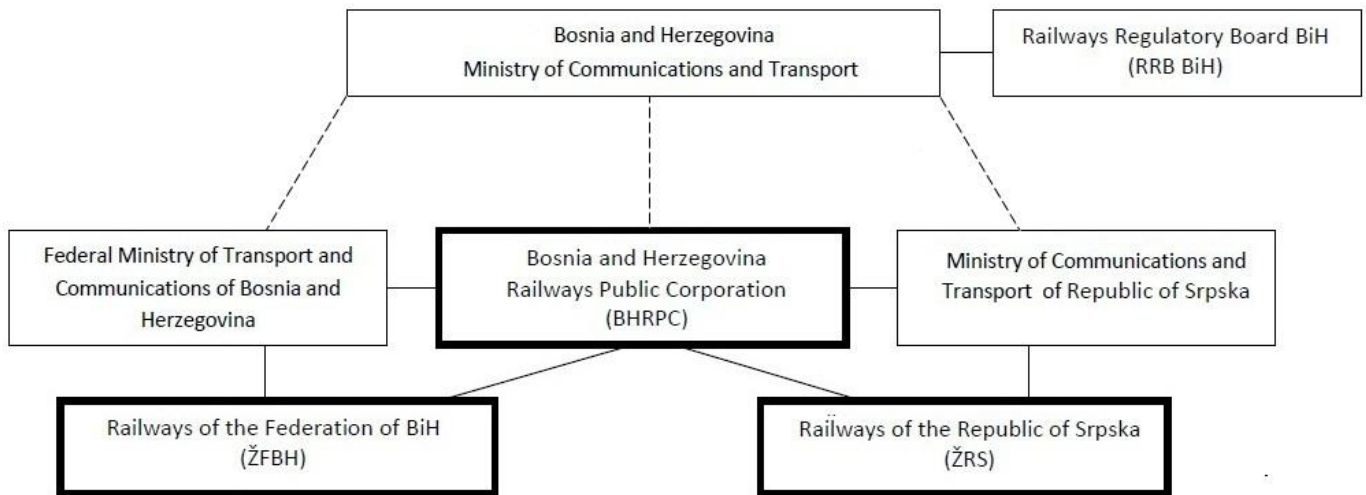 Bosnia and Herzegovina
Ministry of Communications and Transport
Railways Regulatory Board BiH
(RRB BiH)
Federal Ministry of Transport and
Communications of Bosnia and
Herzegovina
Bosnia and Herzegovina
Railways Public Corporation
(BHRPC)
Ministry of Communications and
Transport of Republic of Srpska
Railways of the Federation of BiH
(ŽFBH)
Railways of the Republic of Srpska
(ŽRS)